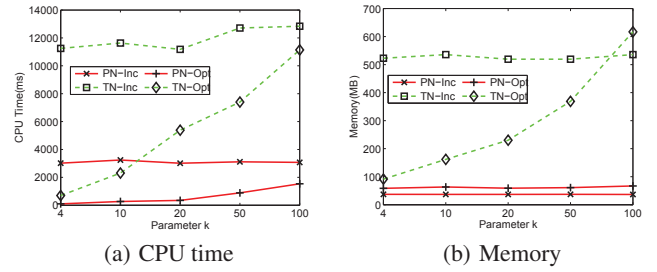 14000
12000
10000
8000
6000
4000
2000
0
CPU Time(ms)
PN-Inc PN-Opt
TN-Inc TN-Opt
4 10 20 50 100
Parameter k
(a) CPU time
700
600
500
400
300
200
100
0
Memory(MB)
PN-Inc PN-Opt
TN-Inc TN-Opt
4 10 20 50 100
Parameter k
(b) Memory